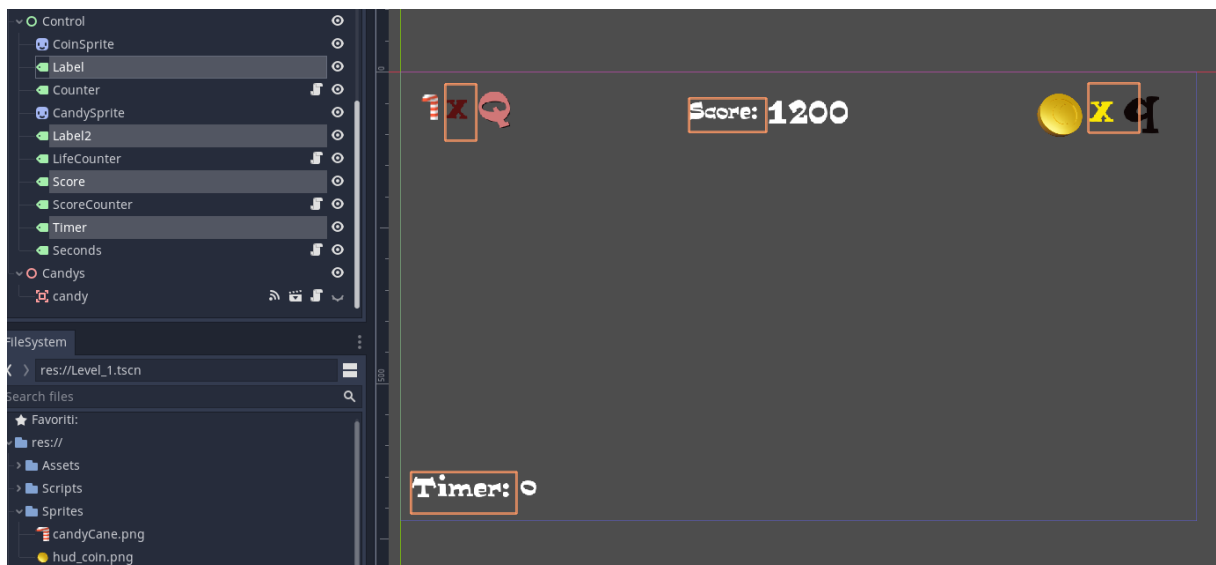 Control
CoinSprite
Label
Counter
CandySprite
Label2
LifeCounter
Score
ScoreCounter
Timer
Seconds
Candys
candy
FileSystem
res://Level_1.tscn
Search files
Favoriti:
res://
Assets
Scripts
Sprites
candyCane.png
hud_coin.png
0
500
x Q
Score: 1200
x q
Timer: 0